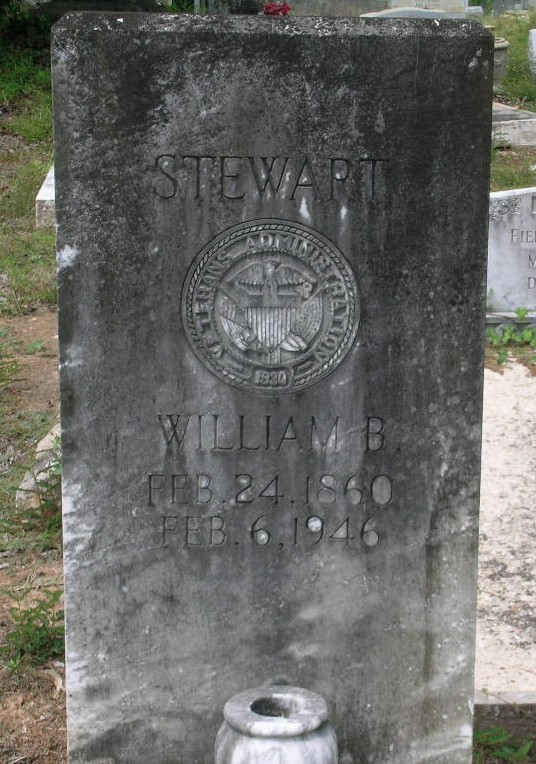 STEWART
VETERANS ADMINISTRATION
1930
WILLIAM B.
FEB. 24. 1860
FEB. 6, 1946